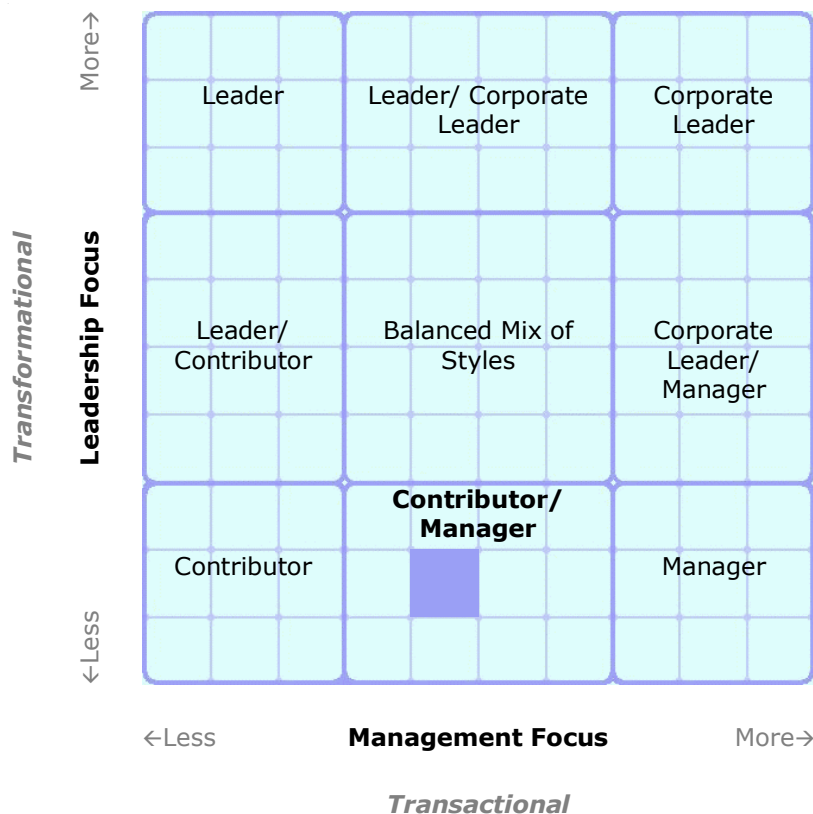 More→
Leader
Leader/ Corporate
Leader
Corporate
Leader
Transformational
Leadership Focus
Leader/
Contributor
Balanced Mix of
Styles
Corporate
Leader/
Manager
Contributor/
Manager
Contributor
Manager
←Less
←Less
Management Focus
More→
Transactional